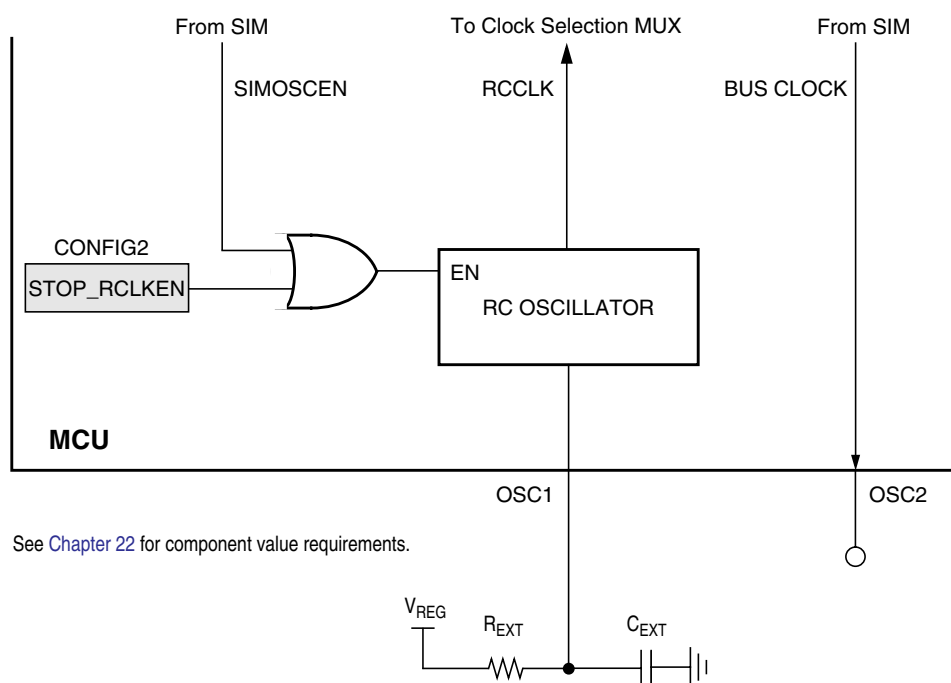 From SIM
To Clock Selection MUX
From SIM
SIMOSCEN
RCCLK
BUS CLOCK
CONFIG2
STOP_RCLKEN
EN
RC OSCILLATOR
MCU
OSC1
OSC2
See Chapter 22 for component value requirements.
VREG
REXT
CEXT